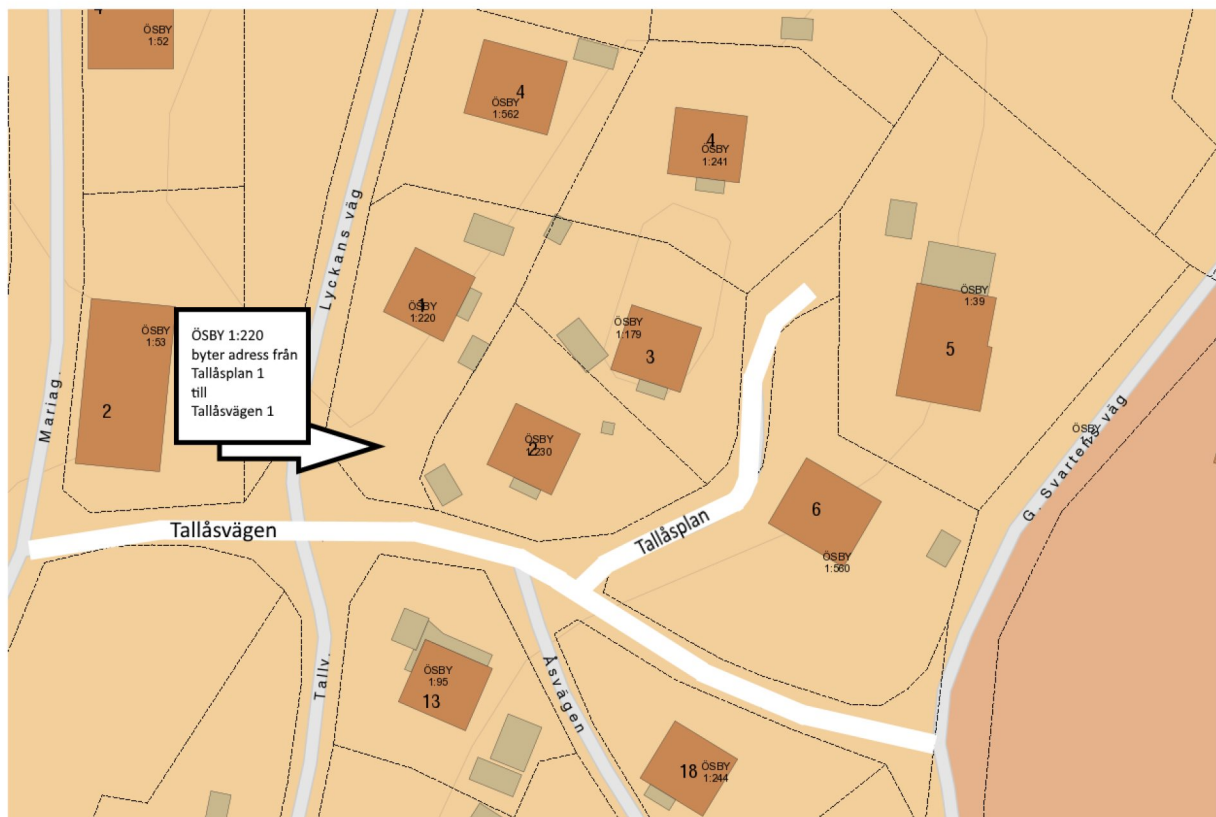 4
ÖSBY
1:52
4
ÖSBY
1:562
4
ÖSBY
1:241
Lyckans väg
1
ÖSBY
1:220
ÖSBY
1:39
5
ÖSBY
1:53
2
ÖSBY 1:220
byter adress från
Tallåsplan 1
till
Tallåsvägen 1
ÖSBY
1:179
3
Mariag.
2
ÖSBY
1:230
ÖSBY
G. Svarténs väg
6
ÖSBY
1:560
Tallåsvägen
Tallåsplan
Tallv.
ÖSBY
1:95
13
Åsvägen
18
ÖSBY
1:244